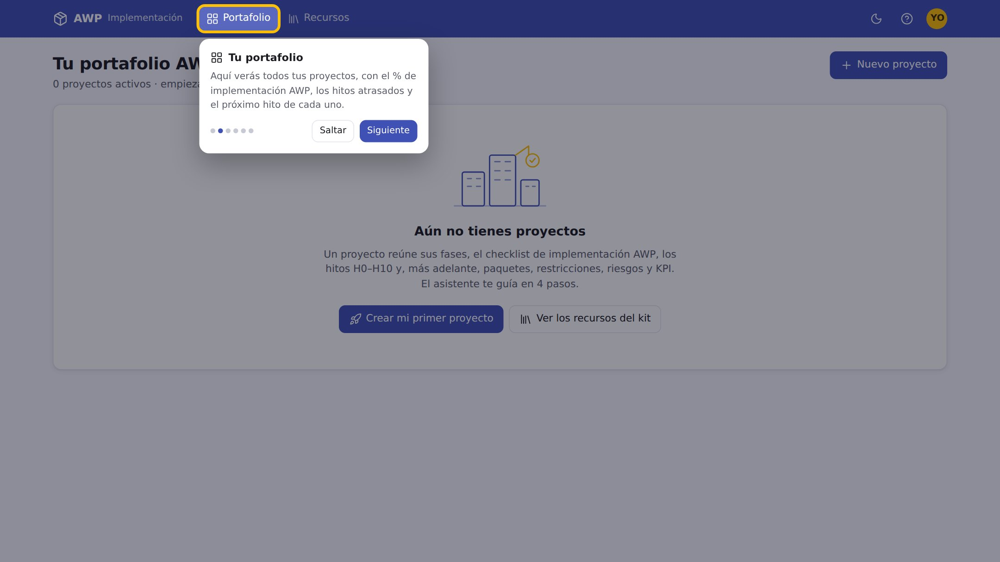 AWP Implementación
Portafolio
Recursos
YO
Tu portafolio AW
0 proyectos activos · empieza
Nuevo proyecto
Tu portafolio
Aquí verás todos tus proyectos, con el % de
implementación AWP, los hitos atrasados y
el próximo hito de cada uno.
Saltar
Siguiente
Aún no tienes proyectos
Un proyecto reúne sus fases, el checklist de implementación AWP, los
hitos H0–H10 y, más adelante, paquetes, restricciones, riesgos y KPI.
El asistente te guía en 4 pasos.
Crear mi primer proyecto
Ver los recursos del kit